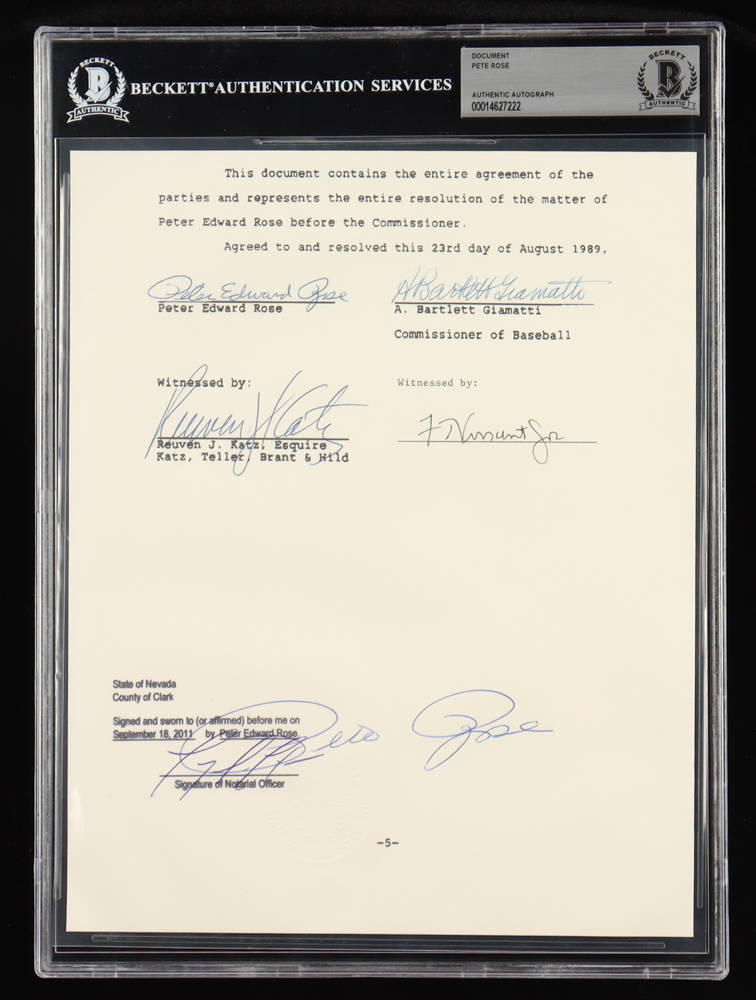 BECKETT
B
AUTHENTIC
BECKETT AUTHENTICATION SERVICES
DOCUMENT
PETE ROSE
AUTHENTIC AUTOGRAPH
00014627222
BECKETT
B
AUTHENTIC
This document contains the entire agreement of the
parties and represents the entire resolution of the matter of
Peter Edward Rose before the Commissioner.
Agreed to and resolved this 23rd day of August 1989,
Peter Edward Rose
A Bartlett Giamatti
Peter Edward Rose
A. Bartlett Giamatti
Commissioner of Baseball
Witnessed by:
Witnessed by:
Reuven J Katz
Reuven J. Katz, Esquire
Katz, Teller, Brant & Hild
State of Nevada
County of Clark
Signed and sworn to (or affirmed) before me on
September 18, 2011 by Peter Edward Rose
Pete Rose
Signature of Notarial Officer
-5-